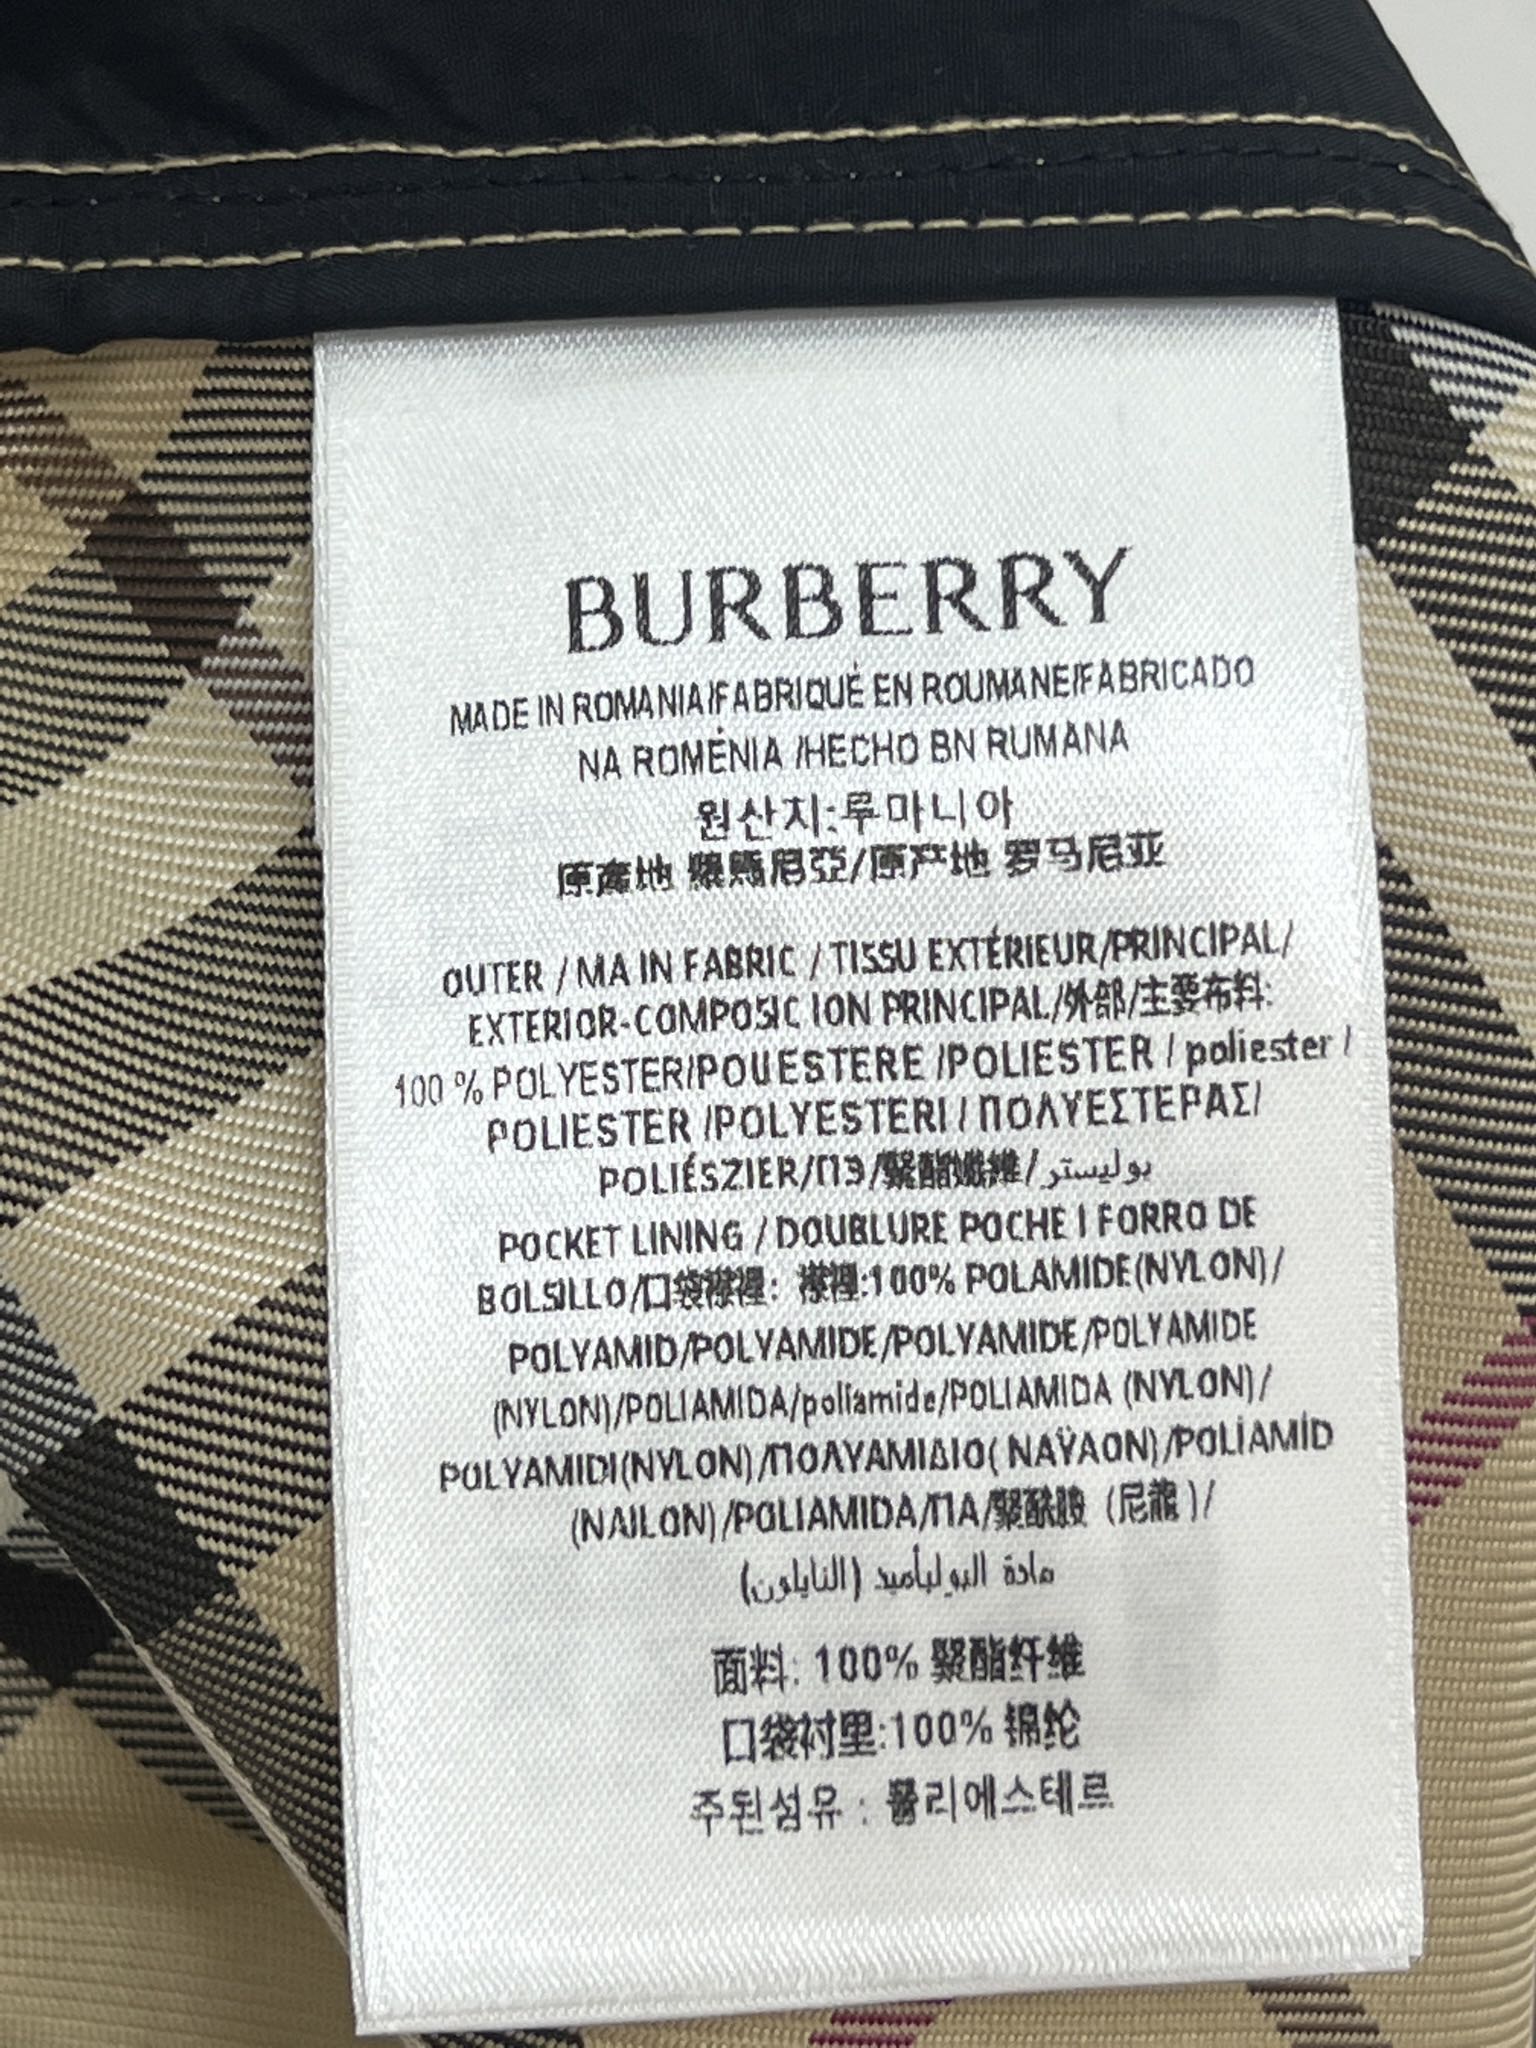 BURBERRY
MADE IN ROMANIA/FABRIQUÉ EN ROUMANE/FABRICADO
NA ROMÉNIA /HECHO BN RUMANA
원산지:루마니아
原產地 羅馬尼亞/原产地 罗马尼亚
OUTER / MA IN FABRIC / TISSU EXTÉRIEUR/PRINCIPAL/
EXTERIOR-COMPOSIC ION PRINCIPAL/外部/主要布料:
100 % POLYESTER/POUESTERE /POLIESTER / poliester /
POLIESTER /POLYESTERI / ΠΟΛΥΕΣΤΕΡΑΣ/
POLIÉSZIER/ПЭ/聚酯纖維/بوليستر
POCKET LINING / DOUBLURE POCHE I FORRO DE
BOLSILLO/口袋襟裡: 襟裡:100% POLAMIDE(NYLON)/
POLYAMID/POLYAMIDE/POLYAMIDE/POLYAMIDE
(NYLON)/POLIAMIDA/poliamide/POLIAMIDA (NYLON)/
POLYAMIDI(NYLON)/ΠΟΛΥΑΜΙΔΙΟ( ΝΑΫΑΟΝ)/POLİAMİD
(NAILON)/POLIAMIDA/ПА/聚酰胺 (尼龍)/
مادة البوليأميد (النايلون)
面料: 100% 聚酯纤维
口袋衬里:100% 锦纶
주된섬유 : 폴리에스테르